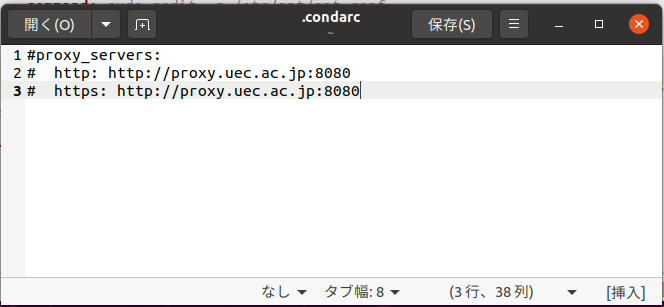 開く(O)
.condarc
~
保存(S)
1 #proxy_servers:
2 #  http: http://proxy.uec.ac.jp:8080
3 #  https: http://proxy.uec.ac.jp:8080
なし タブ幅: 8 (3 行、38 列) [挿入]